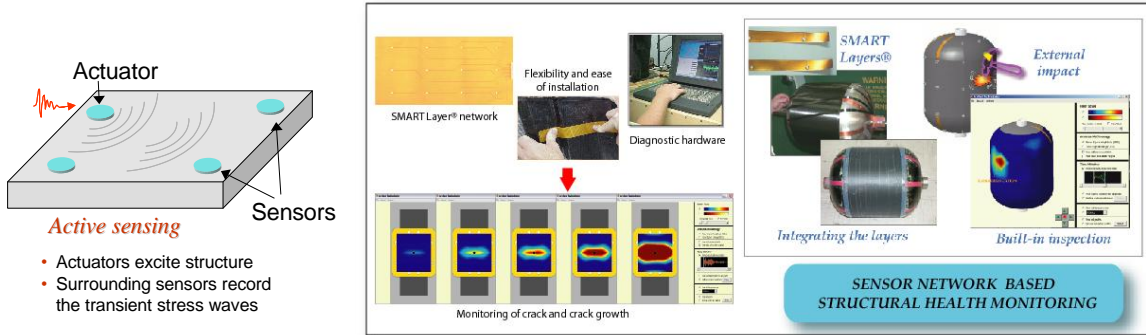 Actuator
Sensors
Active sensing
• Actuators excite structure
• Surrounding sensors record
the transient stress waves
SMART Layer® network
Flexibility and ease
of installation
Diagnostic hardware
Monitoring of crack and crack growth
SMART
Layers®
External
impact
Integrating the layers
Built-in inspection
SENSOR NETWORK BASED
STRUCTURAL HEALTH MONITORING